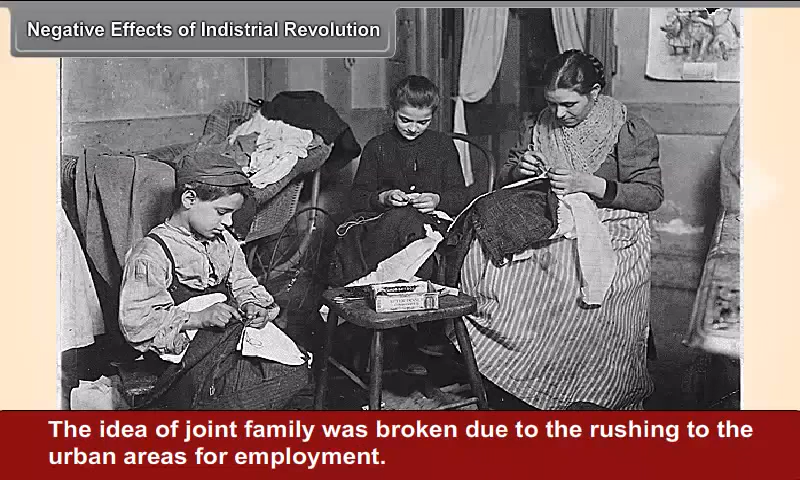 Negative Effects of Indistrial Revolution
The idea of joint family was broken due to the rushing to the
urban areas for employment.